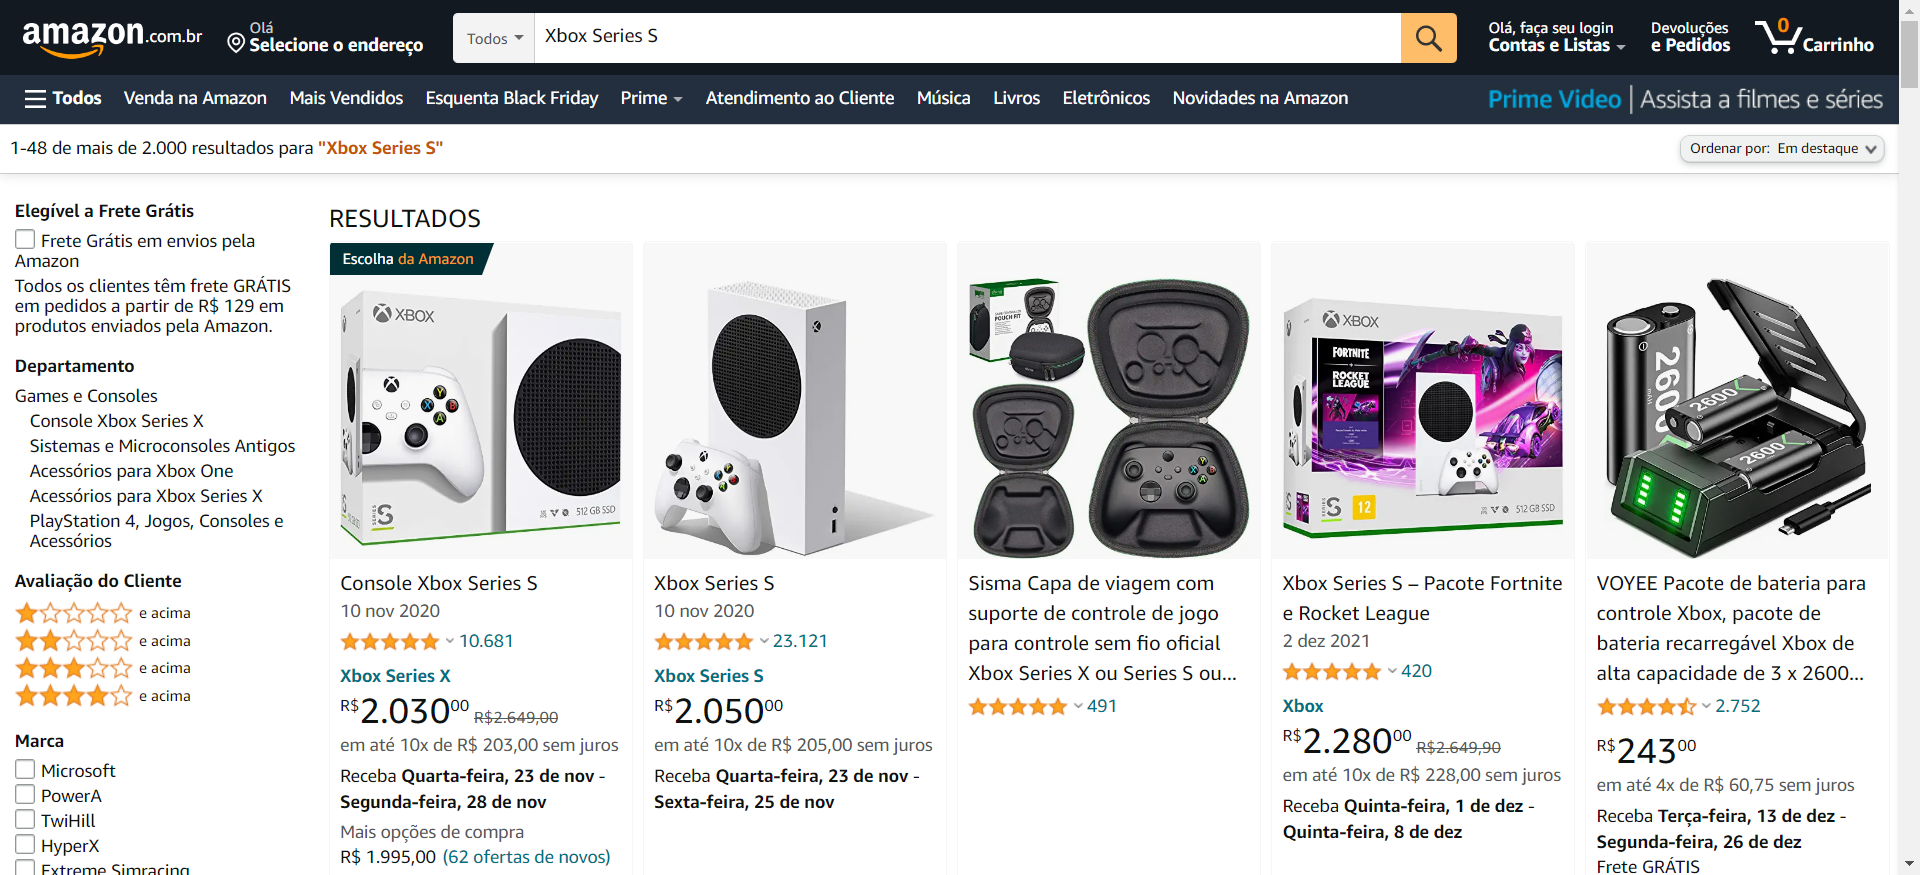 amazon.com.br
Olá
Selecione o endereço
Todos
Xbox Series S
Olá, faça seu login
Contas e Listas
Devoluções
e Pedidos
0
Carrinho
Todos
Venda na Amazon
Mais Vendidos
Esquenta Black Friday
Prime
Atendimento ao Cliente
Música
Livros
Eletrônicos
Novidades na Amazon
Prime Video | Assista a filmes e séries
1-48 de mais de 2.000 resultados para "Xbox Series S"
Ordenar por: Em destaque
Elegível a Frete Grátis
Frete Grátis em envios pela
Amazon
Todos os clientes têm frete GRÁTIS
em pedidos a partir de R$ 129 em
produtos enviados pela Amazon.
Departamento
Games e Consoles
Console Xbox Series X
Sistemas e Microconsoles Antigos
Acessórios para Xbox One
Acessórios para Xbox Series X
PlayStation 4, Jogos, Consoles e
Acessórios
Avaliação do Cliente
e acima
e acima
e acima
e acima
Marca
Microsoft
PowerA
TwiHill
HyperX
Extreme Simracing
RESULTADOS
Escolha da Amazon
XBOX
SERIES S
512 GB SSD
Console Xbox Series S
10 nov 2020
10.681
Xbox Series X
R$2.03000 R$2.649,00
em até 10x de R$ 203,00 sem juros
Receba Quarta-feira, 23 de nov -
Segunda-feira, 28 de nov
Mais opções de compra
R$ 1.995,00 (62 ofertas de novos)
Xbox Series S
10 nov 2020
23.121
Xbox Series S
R$2.05000
em até 10x de R$ 205,00 sem juros
Receba Quarta-feira, 23 de nov -
Sexta-feira, 25 de nov
POUCH FIT
Sisma Capa de viagem com
suporte de controle de jogo
para controle sem fio oficial
Xbox Series X ou Series S ou...
491
XBOX
FORTNITE
+
ROCKET
LEAGUE
SERIES S
12
512 GB SSD
Xbox Series S – Pacote Fortnite
e Rocket League
2 dez 2021
420
Xbox
R$2.28000 R$2.649,90
em até 10x de R$ 228,00 sem juros
Receba Quinta-feira, 1 de dez -
Quinta-feira, 8 de dez
2600
mAh
2600
2600
VOYEE Pacote de bateria para
controle Xbox, pacote de
bateria recarregável Xbox de
alta capacidade de 3 x 2600...
2.752
R$24300
em até 4x de R$ 60,75 sem juros
Receba Terça-feira, 13 de dez -
Segunda-feira, 26 de dez
Frete GRÁTIS